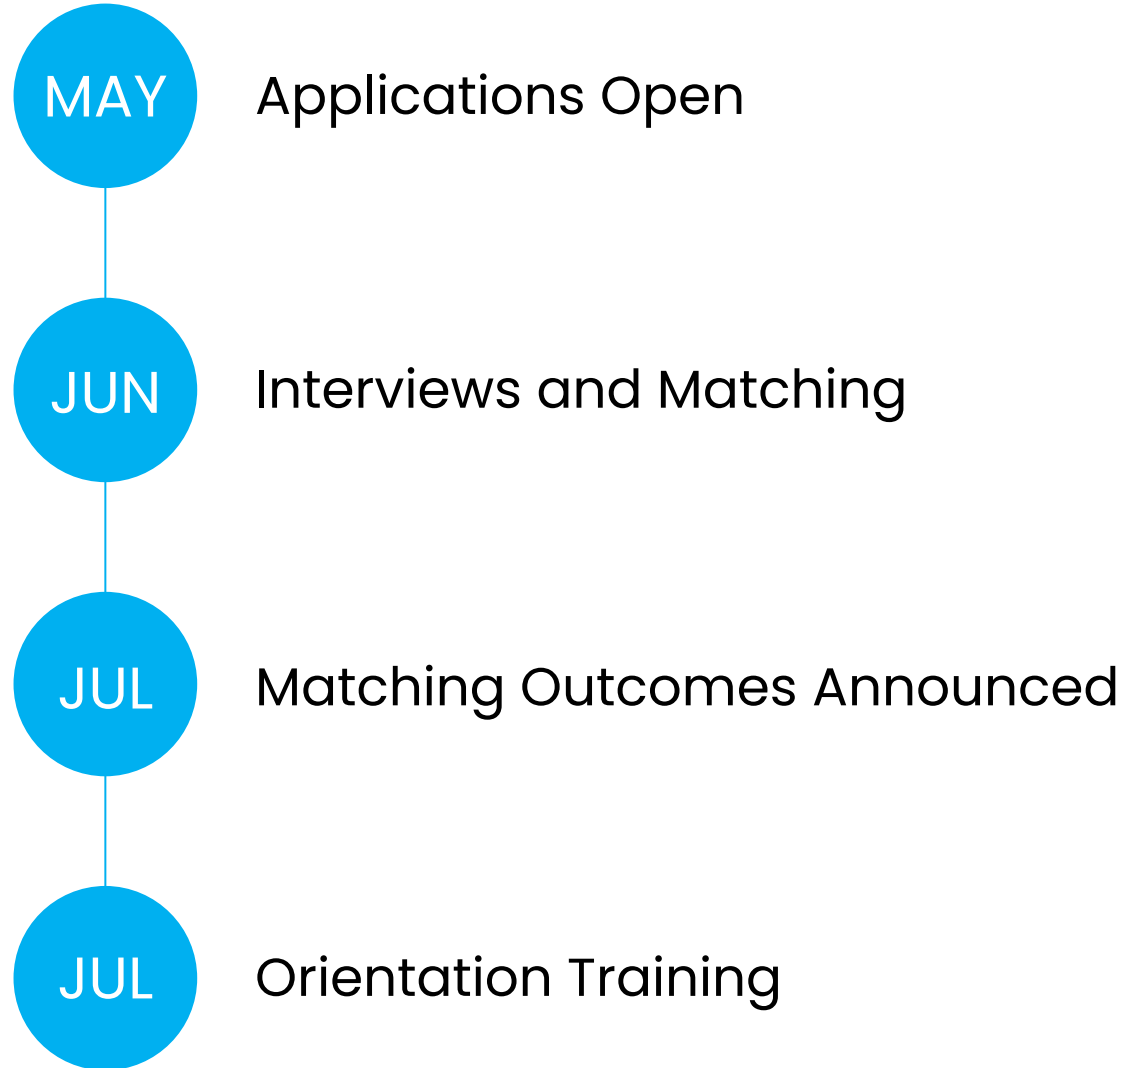 MAY Applications Open
JUN Interviews and Matching
JUL Matching Outcomes Announced
JUL Orientation Training